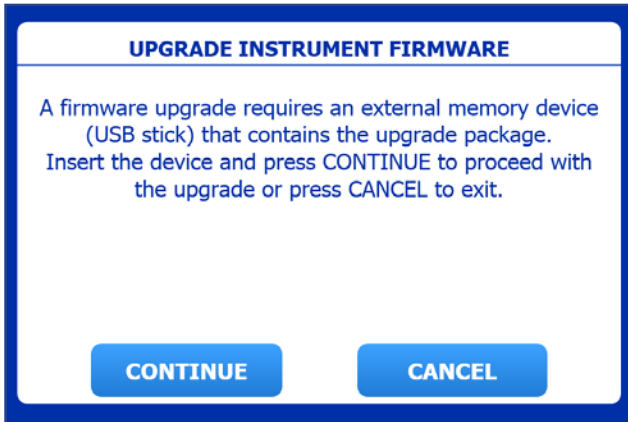 UPGRADE INSTRUMENT FIRMWARE
A firmware upgrade requires an external memory device
(USB stick) that contains the upgrade package.
Insert the device and press CONTINUE to proceed with
the upgrade or press CANCEL to exit.
CONTINUE
CANCEL